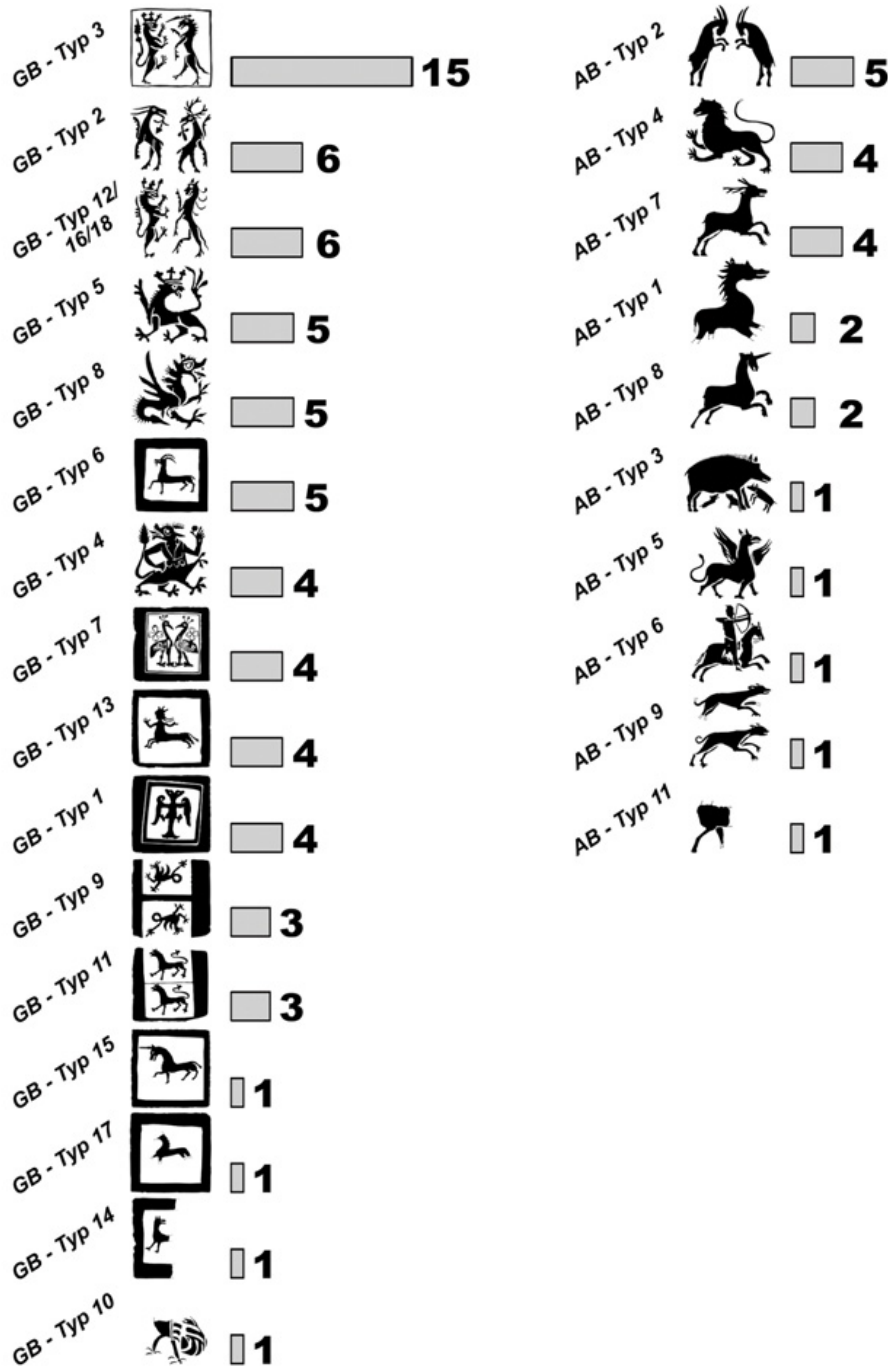 GB - Typ 3
15
GB - Typ 2
6
GB - Typ 12/
16/18
6
GB - Typ 5
5
GB - Typ 8
5
GB - Typ 6
5
GB - Typ 4
4
GB - Typ 7
4
GB - Typ 13
4
GB - Typ 1
4
GB - Typ 9
3
GB - Typ 11
3
GB - Typ 15
1
GB - Typ 17
1
GB - Typ 14
1
GB - Typ 10
1
AB - Typ 2
5
AB - Typ 4
4
AB - Typ 7
4
AB - Typ 1
2
AB - Typ 8
2
AB - Typ 3
1
AB - Typ 5
1
AB - Typ 6
1
AB - Typ 9
1
AB - Typ 11
1